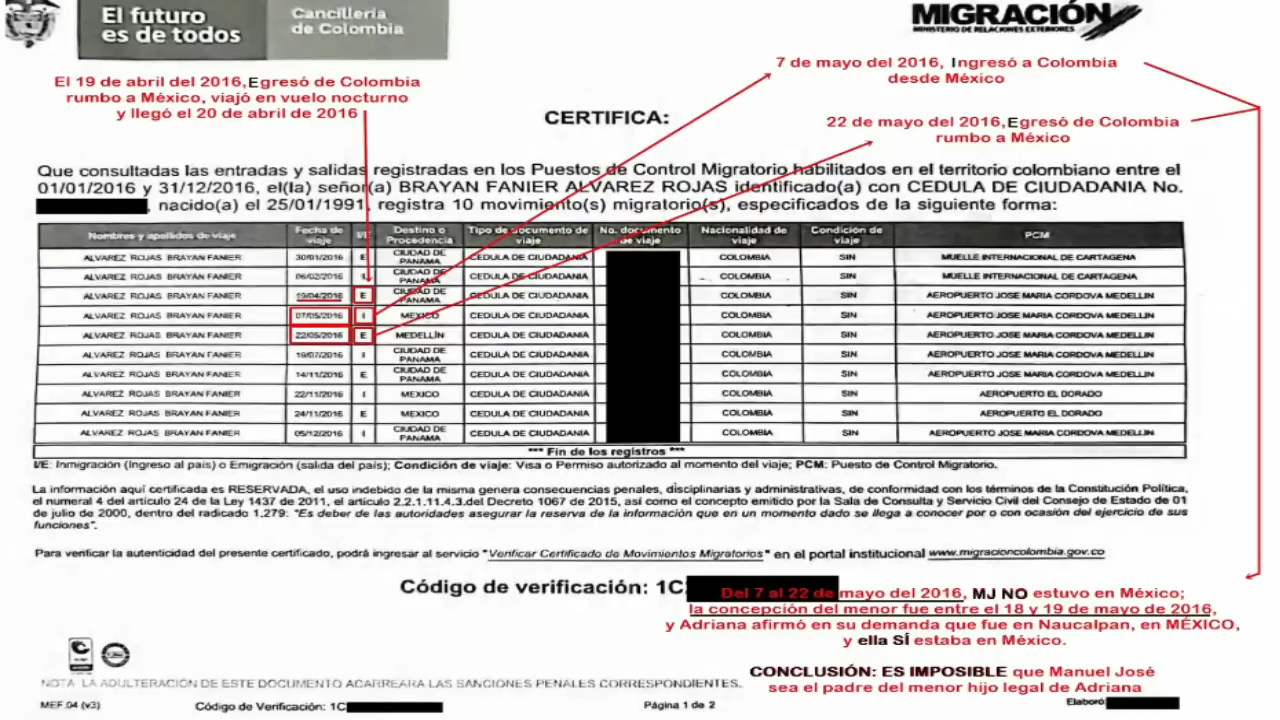 El futuro
es de todos
Cancillería
de Colombia
MIGRACIÓN
MINISTERIO DE RELACIONES EXTERIORES
El 19 de abril del 2016,Egresó de Colombia
rumbo a México, viajó en vuelo nocturno
y llegó el 20 de abril de 2016
7 de mayo del 2016, Ingresó a Colombia
desde México
22 de mayo del 2016,Egresó de Colombia
rumbo a México
CERTIFICA:
Que consultadas las entradas y salidas registradas en los Puestos de Control Migratorio habilitados en el territorio colombiano entre el
01/01/2016 y 31/12/2016, el(la) señor(a) BRAYAN FANIER ALVAREZ ROJAS identificado(a) con CEDULA DE CIUDADANIA No.
, nacido(a) el 25/01/1991, registra 10 movimiento(s) migratorio(s), especificados de la siguiente forma:
Nombres y apellidos de viaje Fecha de viaje I/E Destino o Procedencia Tipo de documento de viaje No. documento de viaje Nacionalidad de viaje Condición de viaje PCM
ALVAREZ ROJAS BRAYAN FANIER 30/01/2016 E CIUDAD DE PANAMA CEDULA DE CIUDADANIA COLOMBIA SIN MUELLE INTERNACIONAL DE CARTAGENA
ALVAREZ ROJAS BRAYAN FANIER 06/02/2016 I CIUDAD DE PANAMA CEDULA DE CIUDADANIA COLOMBIA SIN MUELLE INTERNACIONAL DE CARTAGENA
ALVAREZ ROJAS BRAYAN FANIER 19/04/2016 E CIUDAD DE PANAMA CEDULA DE CIUDADANIA COLOMBIA SIN AEROPUERTO JOSE MARIA CORDOVA MEDELLIN
ALVAREZ ROJAS BRAYAN FANIER 07/05/2016 I MEXICO CEDULA DE CIUDADANIA COLOMBIA SIN AEROPUERTO JOSE MARIA CORDOVA MEDELLIN
ALVAREZ ROJAS BRAYAN FANIER 22/05/2016 E MEDELLÍN CEDULA DE CIUDADANIA COLOMBIA SIN AEROPUERTO JOSE MARIA CORDOVA MEDELLIN
ALVAREZ ROJAS BRAYAN FANIER 19/07/2016 I CIUDAD DE PANAMA CEDULA DE CIUDADANIA COLOMBIA SIN AEROPUERTO JOSE MARIA CORDOVA MEDELLIN
ALVAREZ ROJAS BRAYAN FANIER 14/11/2016 E CIUDAD DE PANAMA CEDULA DE CIUDADANIA COLOMBIA SIN AEROPUERTO JOSE MARIA CORDOVA MEDELLIN
ALVAREZ ROJAS BRAYAN FANIER 22/11/2016 I MEXICO CEDULA DE CIUDADANIA COLOMBIA SIN AEROPUERTO EL DORADO
ALVAREZ ROJAS BRAYAN FANIER 24/11/2016 E MEXICO CEDULA DE CIUDADANIA COLOMBIA SIN AEROPUERTO EL DORADO
ALVAREZ ROJAS BRAYAN FANIER 05/12/2016 I CIUDAD DE PANAMA CEDULA DE CIUDADANIA COLOMBIA SIN AEROPUERTO JOSE MARIA CORDOVA MEDELLIN
*** Fin de los registros ***
I/E: Inmigración (Ingreso al país) o Emigración (salida del país); Condición de viaje: Visa o Permiso autorizado al momento del viaje; PCM: Puesto de Control Migratorio.
La información aquí certificada es RESERVADA, el uso indebido de la misma genera consecuencias penales, disciplinarias y administrativas, de conformidad con los términos de la Constitución Política,
el numeral 4 del artículo 24 de la Ley 1437 de 2011, el artículo 2.2.1.11.4.3.del Decreto 1067 de 2015, así como el concepto emitido por la Sala de Consulta y Servicio Civil del Consejo de Estado de 01
de julio de 2000, dentro del radicado 1,279: "Es deber de las autoridades asegurar la reserva de la información que en un momento dado se llega a conocer por o con ocasión del ejercicio de sus
funciones".
Para verificar la autenticidad del presente certificado, podrá ingresar al servicio "Verificar Certificado de Movimientos Migratorios" en el portal institucional www.migracioncolombia.gov.co
Código de verificación: 1C
Del 7 al 22 de mayo del 2016, MJ NO estuvo en México;
la concepción del menor fue entre el 18 y 19 de mayo de 2016,
y Adriana afirmó en su demanda que fue en Naucalpan, en MÉXICO,
y ella SÍ estaba en México.
CONCLUSIÓN: ES IMPOSIBLE que Manuel José
sea el padre del menor hijo legal de Adriana
NOTA LA ADULTERACIÓN DE ESTE DOCUMENTO ACARREARA LAS SANCIONES PENALES CORRESPONDIENTES.
MEF.04 (v3) Código de Verificación: 1C Página 1 de 2 Elaboró: